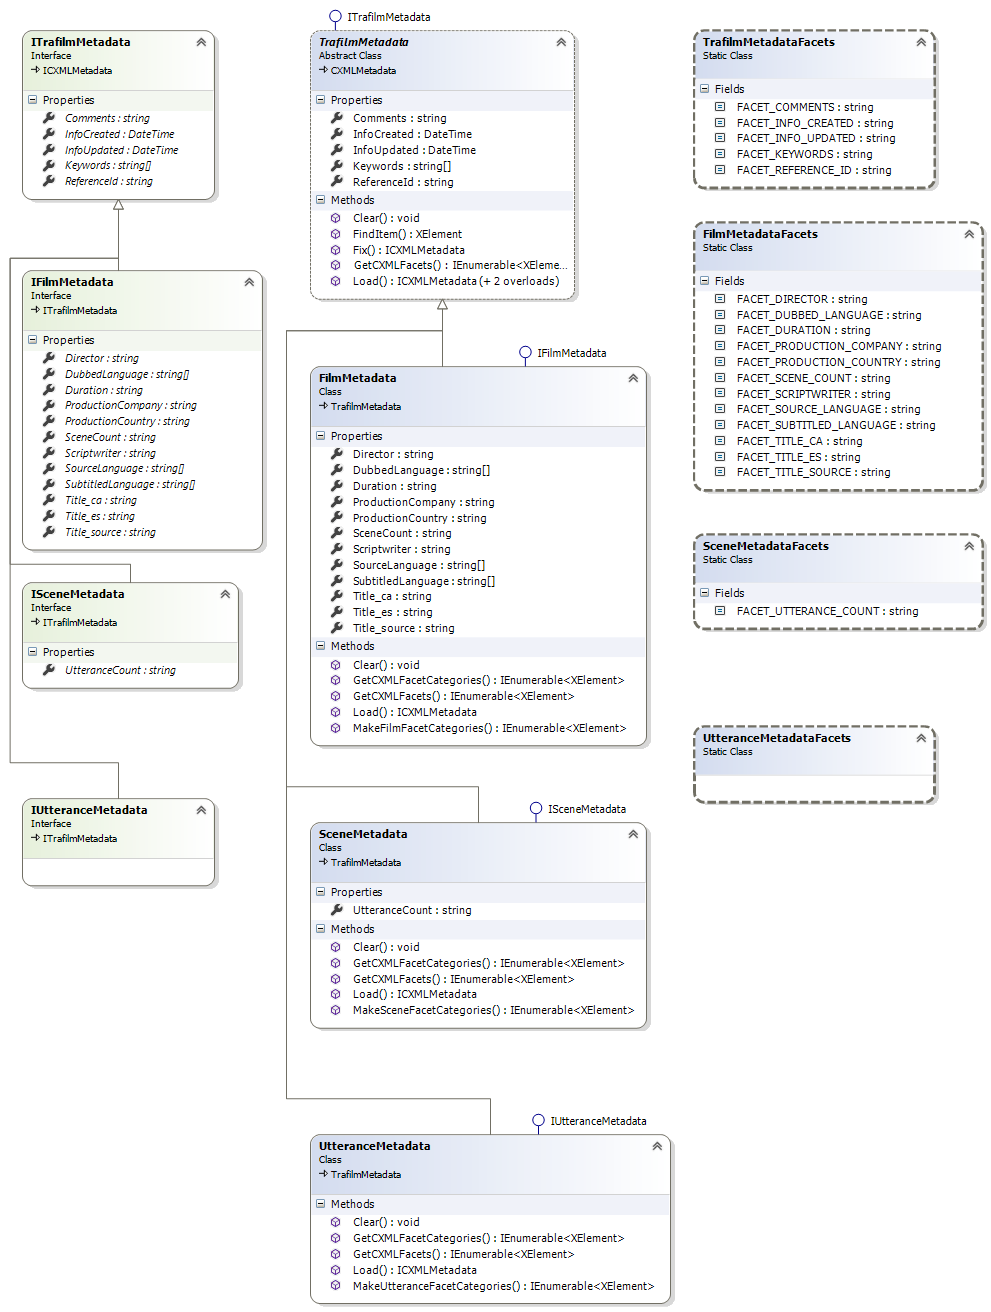 ITrafilmMetadata
Interface
ICXMLMetadata
Properties
Comments : string
InfoCreated : DateTime
InfoUpdated : DateTime
Keywords : string[]
ReferenceId : string
IFilmMetadata
Interface
ITrafilmMetadata
Properties
Director : string
DubbedLanguage : string[]
Duration : string
ProductionCompany : string
ProductionCountry : string
SceneCount : string
Scriptwriter : string
SourceLanguage : string[]
SubtitledLanguage : string[]
Title_ca : string
Title_es : string
Title_source : string
ISceneMetadata
Interface
ITrafilmMetadata
Properties
UtteranceCount : string
IUtteranceMetadata
Interface
ITrafilmMetadata
ITrafilmMetadata
TrafilmMetadata
Abstract Class
CXMLMetadata
Properties
Comments : string
InfoCreated : DateTime
InfoUpdated : DateTime
Keywords : string[]
ReferenceId : string
Methods
Clear() : void
FindItem() : XElement
Fix() : ICXMLMetadata
GetCXMLFacets() : IEnumerable<XEleme...
Load() : ICXMLMetadata (+ 2 overloads)
IFilmMetadata
FilmMetadata
Class
TrafilmMetadata
Properties
Director : string
DubbedLanguage : string[]
Duration : string
ProductionCompany : string
ProductionCountry : string
SceneCount : string
Scriptwriter : string
SourceLanguage : string[]
SubtitledLanguage : string[]
Title_ca : string
Title_es : string
Title_source : string
Methods
Clear() : void
GetCXMLFacetCategories() : IEnumerable<XElement>
GetCXMLFacets() : IEnumerable<XElement>
Load() : ICXMLMetadata
MakeFilmFacetCategories() : IEnumerable<XElement>
ISceneMetadata
SceneMetadata
Class
TrafilmMetadata
Properties
UtteranceCount : string
Methods
Clear() : void
GetCXMLFacetCategories() : IEnumerable<XElement>
GetCXMLFacets() : IEnumerable<XElement>
Load() : ICXMLMetadata
MakeSceneFacetCategories() : IEnumerable<XElement>
IUtteranceMetadata
UtteranceMetadata
Class
TrafilmMetadata
Methods
Clear() : void
GetCXMLFacetCategories() : IEnumerable<XElement>
GetCXMLFacets() : IEnumerable<XElement>
Load() : ICXMLMetadata
MakeUtteranceFacetCategories() : IEnumerable<XElement>
TrafilmMetadataFacets
Static Class
Fields
FACET_COMMENTS : string
FACET_INFO_CREATED : string
FACET_INFO_UPDATED : string
FACET_KEYWORDS : string
FACET_REFERENCE_ID : string
FilmMetadataFacets
Static Class
Fields
FACET_DIRECTOR : string
FACET_DUBBED_LANGUAGE : string
FACET_DURATION : string
FACET_PRODUCTION_COMPANY : string
FACET_PRODUCTION_COUNTRY : string
FACET_SCENE_COUNT : string
FACET_SCRIPTWRITER : string
FACET_SOURCE_LANGUAGE : string
FACET_SUBTITLED_LANGUAGE : string
FACET_TITLE_CA : string
FACET_TITLE_ES : string
FACET_TITLE_SOURCE : string
SceneMetadataFacets
Static Class
Fields
FACET_UTTERANCE_COUNT : string
UtteranceMetadataFacets
Static Class